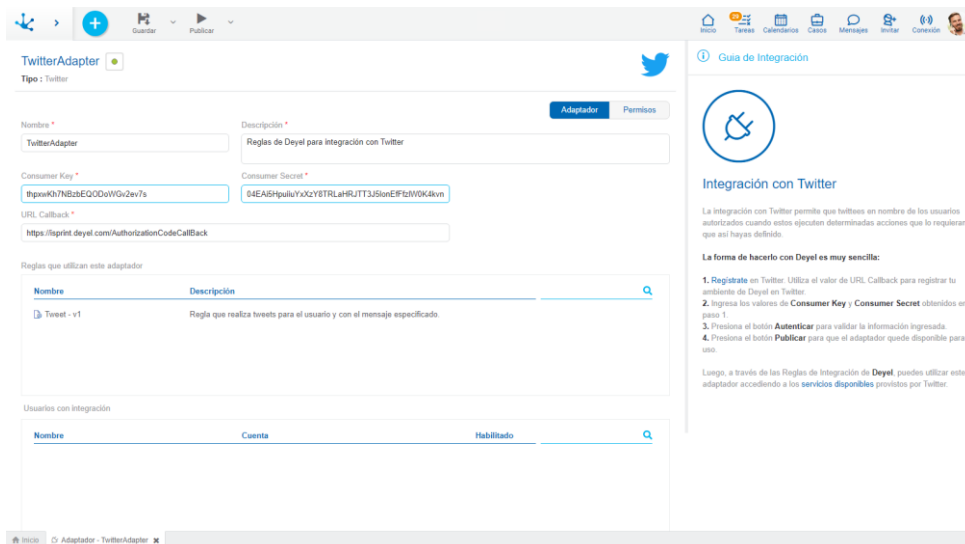 Guardar
Publicar
29
Inicio
Tareas
Calendarios
Casos
Mensajes
Invitar
Conexión
TwitterAdapter
Tipo : Twitter
Adaptador
Permisos
Nombre *
Descripción *
TwitterAdapter
Reglas de Deyel para integración con Twitter
Consumer Key *
Consumer Secret *
thpxwKh7NBzbEQODoWGv2ev7s
04EAi5HpuiiuYxXzY8TRLaHRJTT3J5IonEfFfzIW0K4kvn
URL Callback *
https://isprint.deyel.com/AuthorizationCodeCallBack
Reglas que utilizan este adaptador
Nombre
Descripción
Tweet - v1
Regla que realiza tweets para el usuario y con el mensaje especificado
Usuarios con integración
Nombre
Cuenta
Habilitado
Guia de Integración
Integración con Twitter
La integración con Twitter permite que twittees en nombre de los usuarios
autorizados cuando estos ejecuten determinadas acciones que lo requieran
que así hayas definido.
La forma de hacerlo con Deyel es muy sencilla:
1. Regístrate en Twitter. Utiliza el valor de URL Callback para registrar tu
ambiente de Deyel en Twitter.
2. Ingresa los valores de Consumer Key y Consumer Secret obtenidos en
paso 1.
3. Presiona el botón Autenticar para validar la información ingresada.
4. Presiona el botón Publicar para que el adaptador quede disponible para
uso.
Luego, a través de las Reglas de Integración de Deyel, puedes utilizar este
adaptador accediendo a los servicios disponibles provistos por Twitter.
Inicio
Adaptador - TwitterAdapter